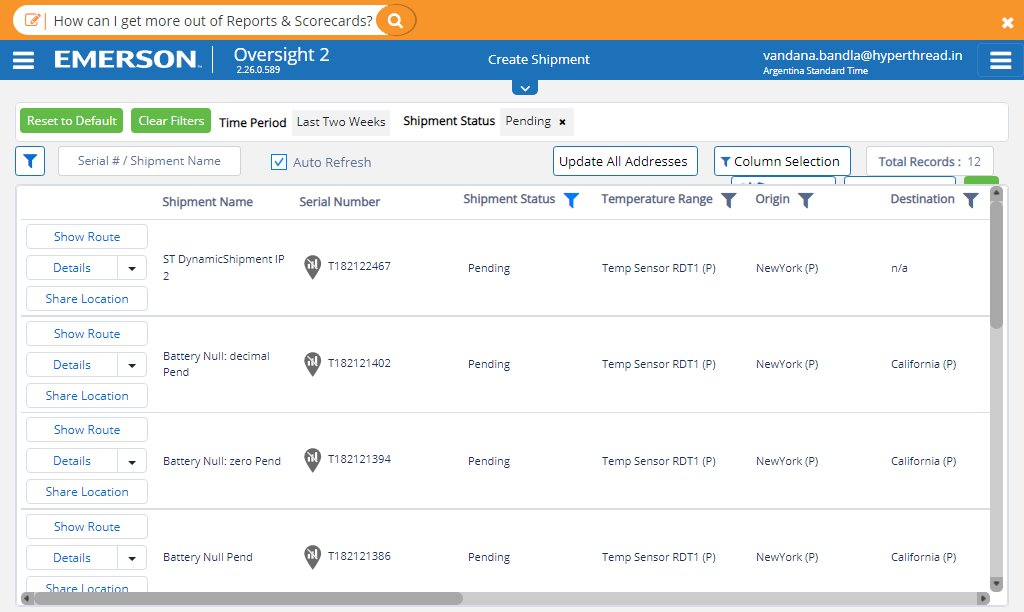 How can I get more out of Reports & Scorecards?
EMERSON. Oversight 2
2.26.0.589
Create Shipment
vandana.bandla@hyperthread.in
Argentina Standard Time
Reset to Default Clear Filters Time Period Last Two Weeks Shipment Status Pending ×
Serial # / Shipment Name Auto Refresh Update All Addresses Column Selection Total Records : 12
Shipment Name Serial Number Shipment Status Temperature Range Origin Destination
Show Route
Details
Share Location
ST DynamicShipment IP
2
T182122467 Pending Temp Sensor RDT1 (P) NewYork (P) n/a
Show Route
Details
Share Location
Battery Null: decimal
Pend
T182121402 Pending Temp Sensor RDT1 (P) NewYork (P) California (P)
Show Route
Details
Share Location
Battery Null: zero Pend T182121394 Pending Temp Sensor RDT1 (P) NewYork (P) California (P)
Show Route
Details
Share Location
Battery Null Pend T182121386 Pending Temp Sensor RDT1 (P) NewYork (P) California (P)